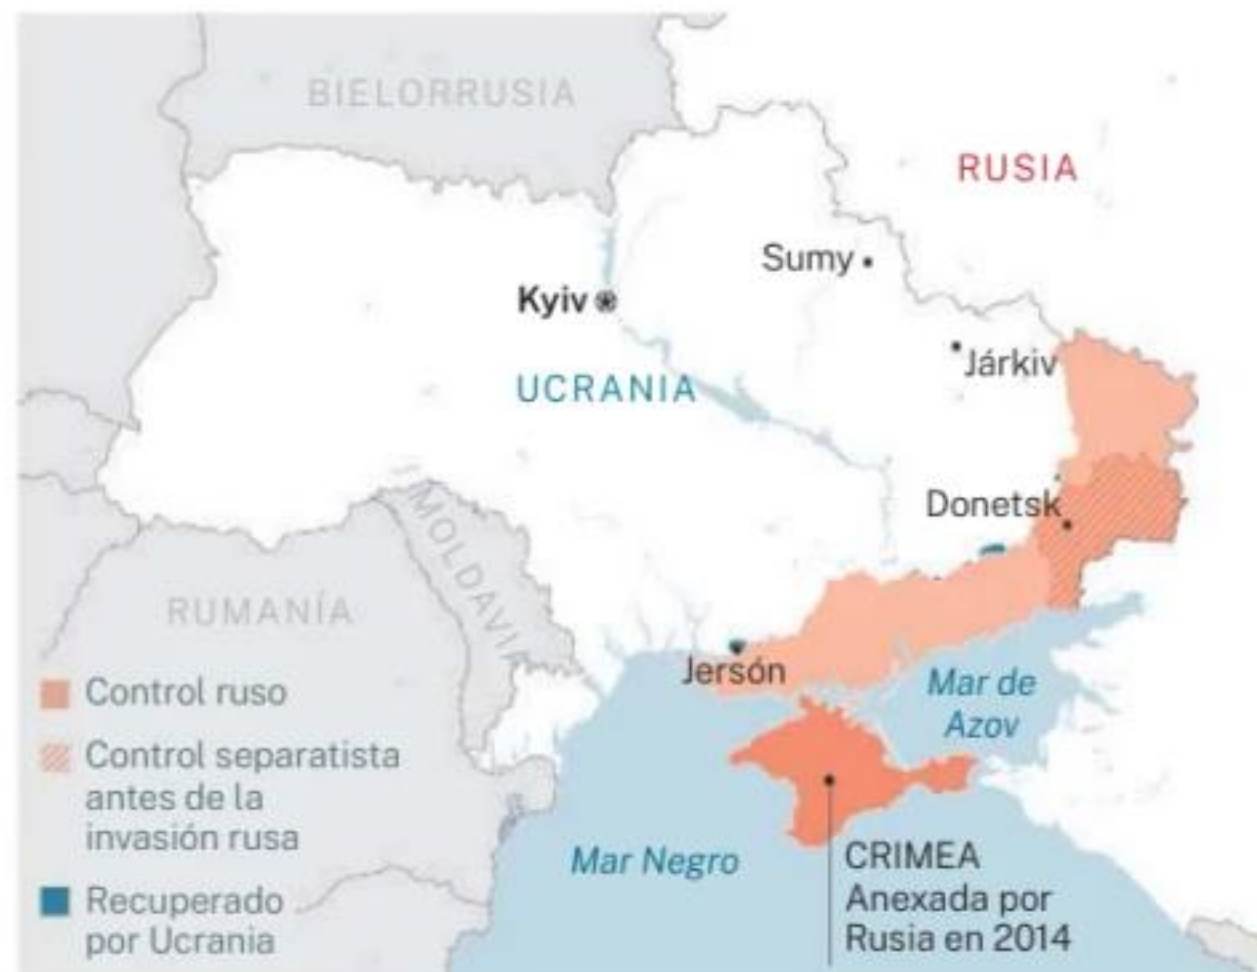 BIELORRUSIA
RUSIA
Sumy
Kyiv
Járkiv
UCRANIA
Donetsk
MOLDAVIA
RUMANÍA
Jersón
Mar de
Azov
Control ruso
Control separatista
antes de la
invasión rusa
Recuperado
por Ucrania
Mar Negro
CRIMEA
Anexada por
Rusia en 2014